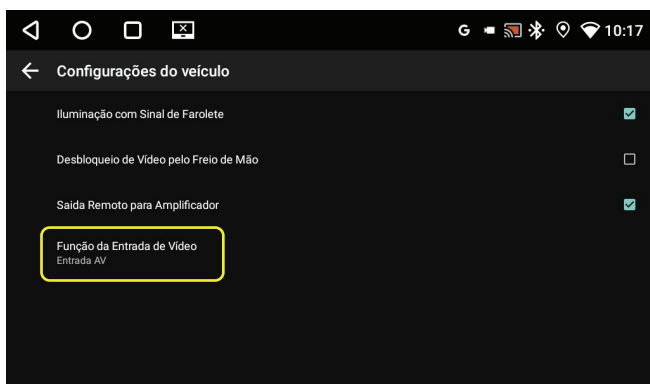 G 10:17
Configurações do veículo
Iluminação com Sinal de Farolete
Desbloqueio de Vídeo pelo Freio de Mão
Saida Remoto para Amplificador
Função da Entrada de Vídeo
Entrada AV